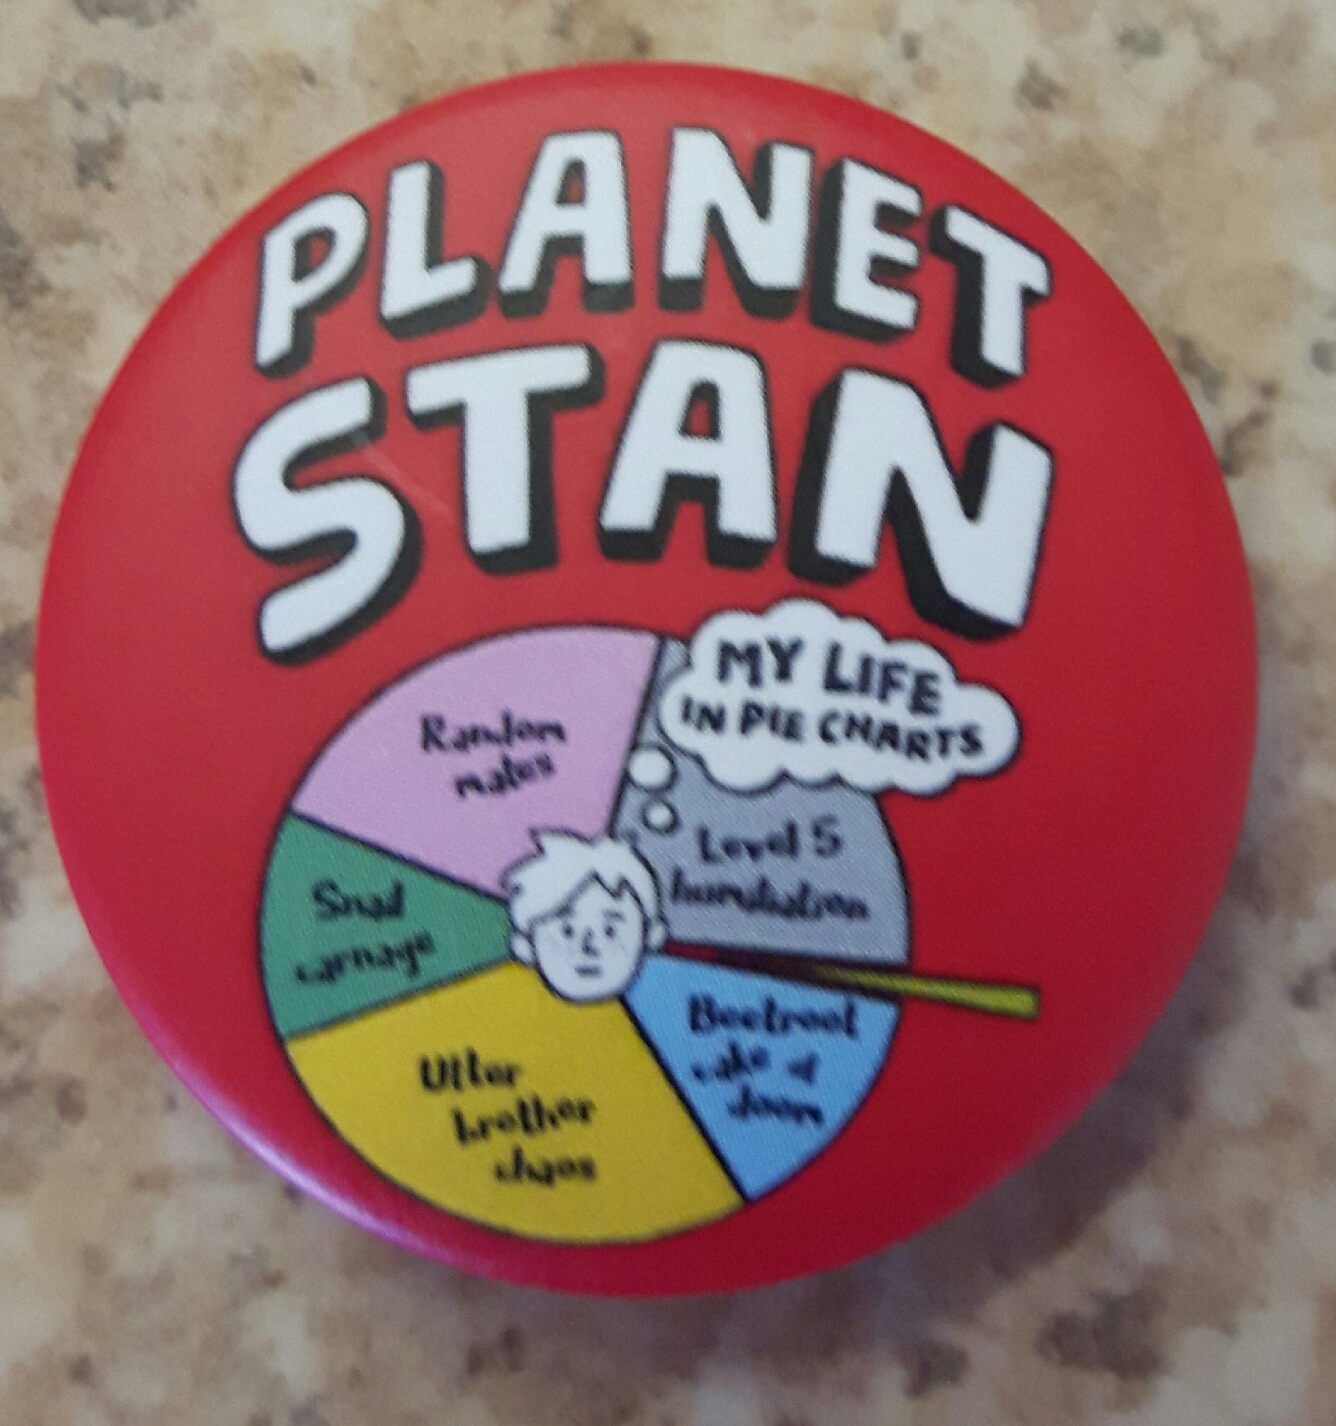 PLANET
STAN
MY LIFE
IN PIE CHARTS
Random
mates
Level 5
humiliation
Snail
carnage
Beetroot
cake of
doom
Utter
brother
chaos